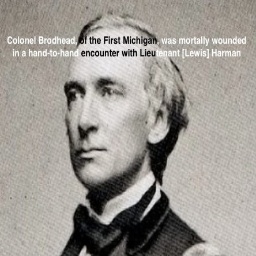 Colonel Brodhead, of the First Michigan, was mortally wounded
in a hand-to-hand encounter with Lieutenant [Lewis] Harman